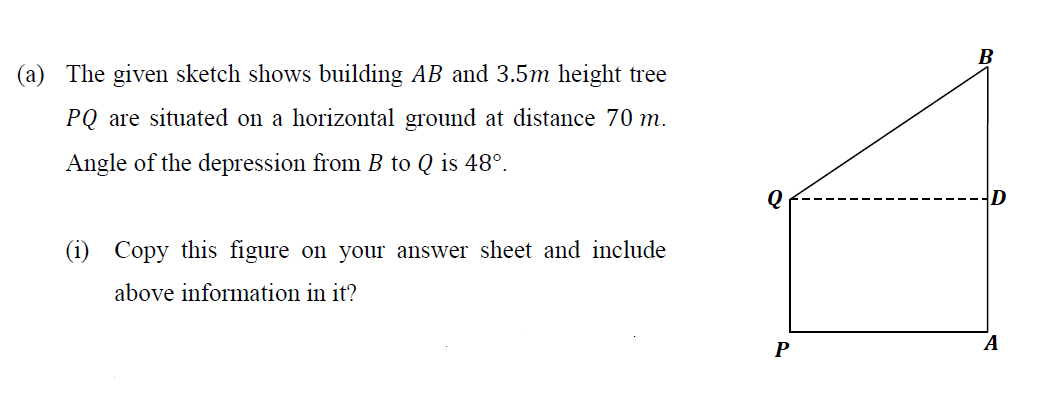 (a) The given sketch shows building AB and 3.5m height tree
PQ are situated on a horizontal ground at distance 70 m.
Angle of the depression from B to Q is 48°.
(i) Copy this figure on your answer sheet and include
above information in it?
B
Q
D
P
A